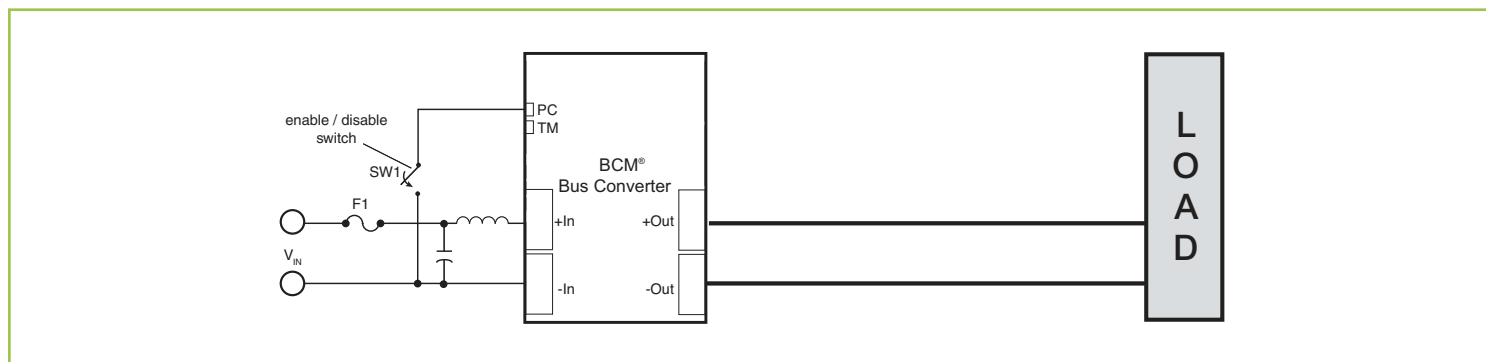 enable / disable
switch
SW1
F1
V_IN
PC
TM
BCM®
Bus Converter
+In
-In
+Out
-Out
L
O
A
D